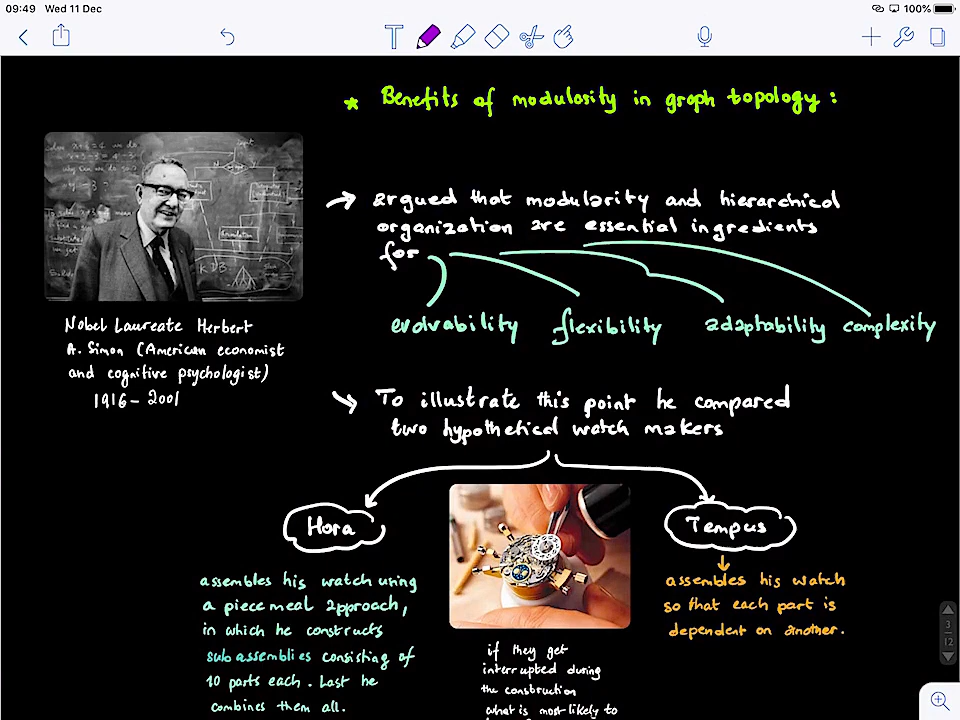 09:49 Wed 11 Dec
100%
* Benefits of modulosity in graph topology :
→ argued that modularity and hierarchical
organization are essential ingredients
for
evolvability flexibility adaptability complexity
Nobel Laureate Herbert
A. Simon (American economist
and cognitive psychologist)
1916 - 2001
→ To illustrate this point he compared
two hypothetical watch makers
Hora
Tempus
assembles his watch using
a piecemeal approach,
in which he constructs
subassemblies consisting of
10 parts each. Last he
combines them all.
if they get
interrupted during
the construction
what is most likely to
assembles his watch
so that each part is
dependent on another.
3
12